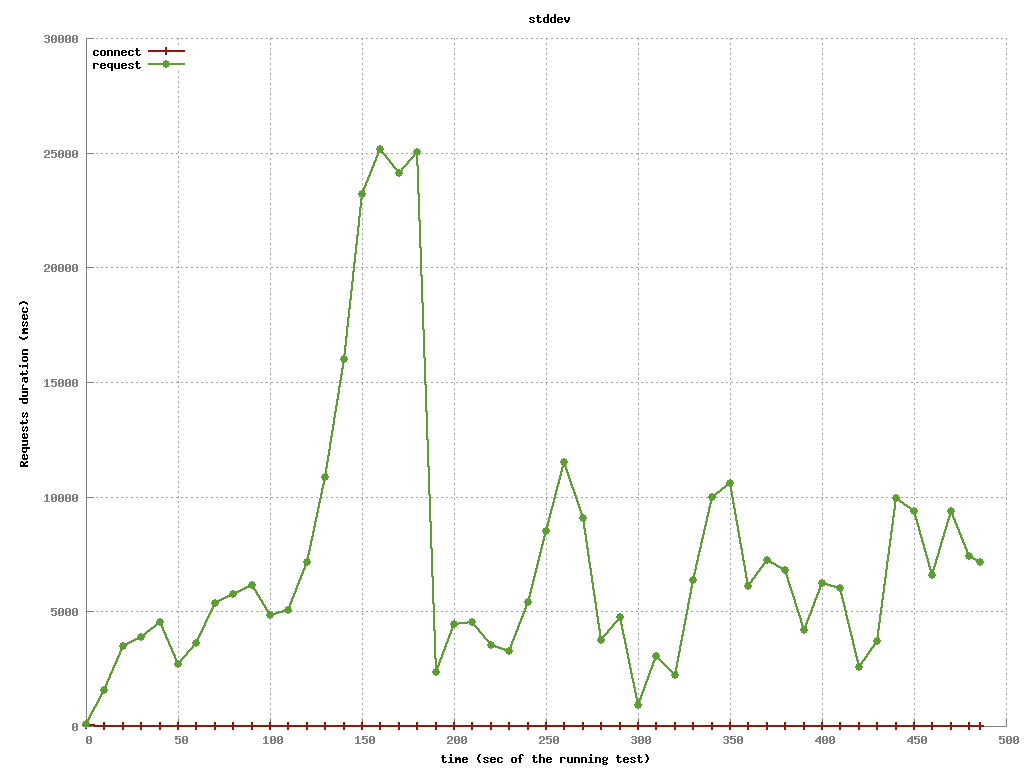 stddev
30000
connect
request
25000
20000
Requests duration (msec)
15000
10000
5000
0
0 50 100 150 200 250 300 350 400 450 500
time (sec of the running test)